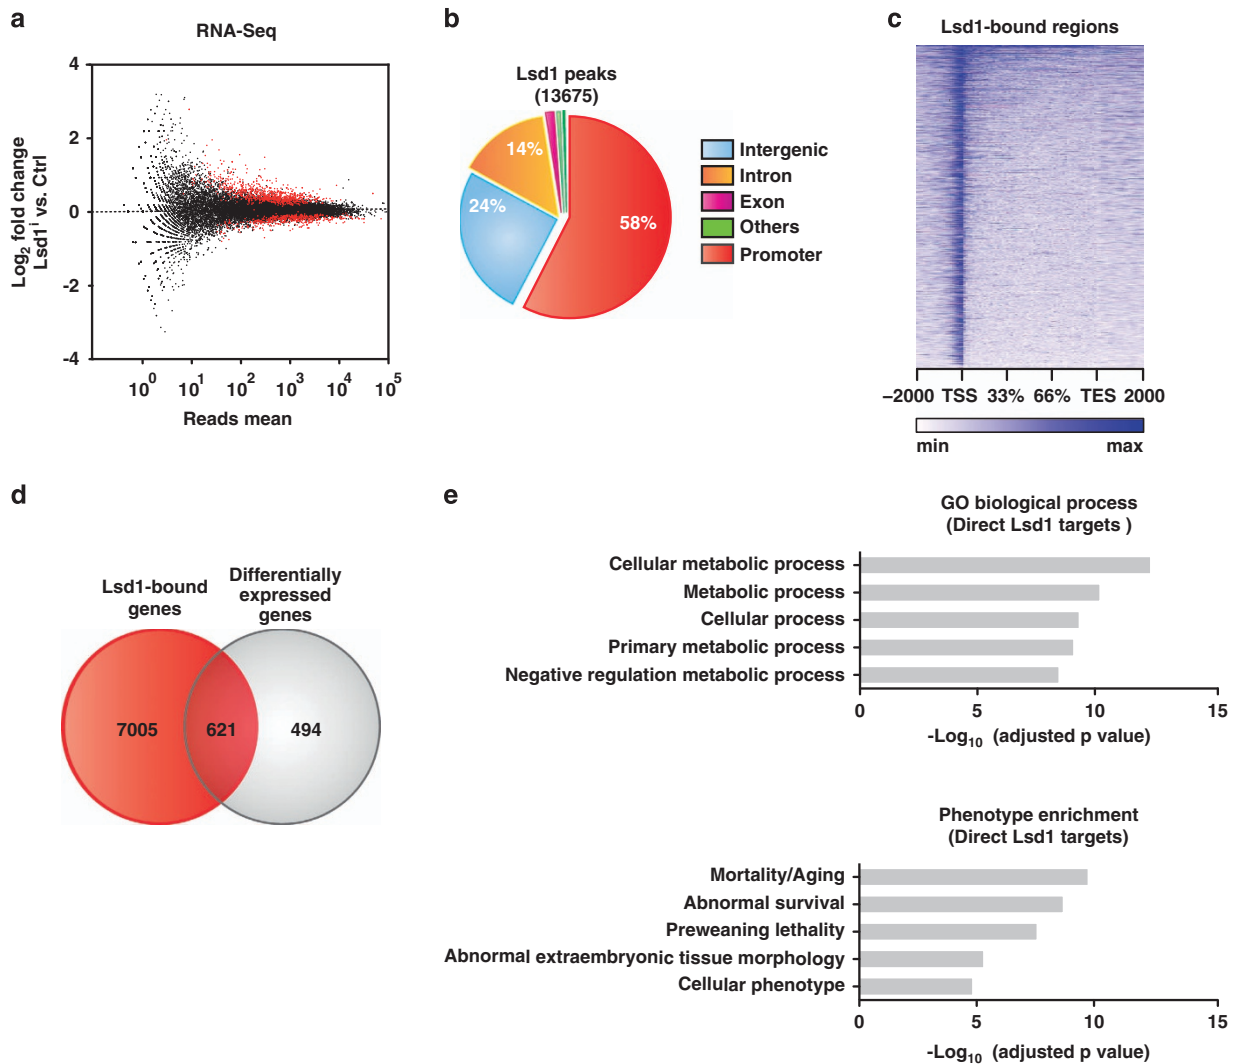 a
RNA-Seq
Log2 fold change
Lsd1i vs. Ctrl
4
2
0
-2
-4
10^0 10^1 10^2 10^3 10^4 10^5
Reads mean
b
Lsd1 peaks
(13675)
14%
24%
58%
Intergenic
Intron
Exon
Others
Promoter
c
Lsd1-bound regions
–2000 TSS 33% 66% TES 2000
min max
d
Lsd1-bound
genes
Differentially
expressed
genes
7005 621 494
e
GO biological process
(Direct Lsd1 targets )
Cellular metabolic process
Metabolic process
Cellular process
Primary metabolic process
Negative regulation metabolic process
0 5 10 15
-Log10 (adjusted p value)
Phenotype enrichment
(Direct Lsd1 targets)
Mortality/Aging
Abnormal survival
Preweaning lethality
Abnormal extraembryonic tissue morphology
Cellular phenotype
0 5 10 15
-Log10 (adjusted p value)